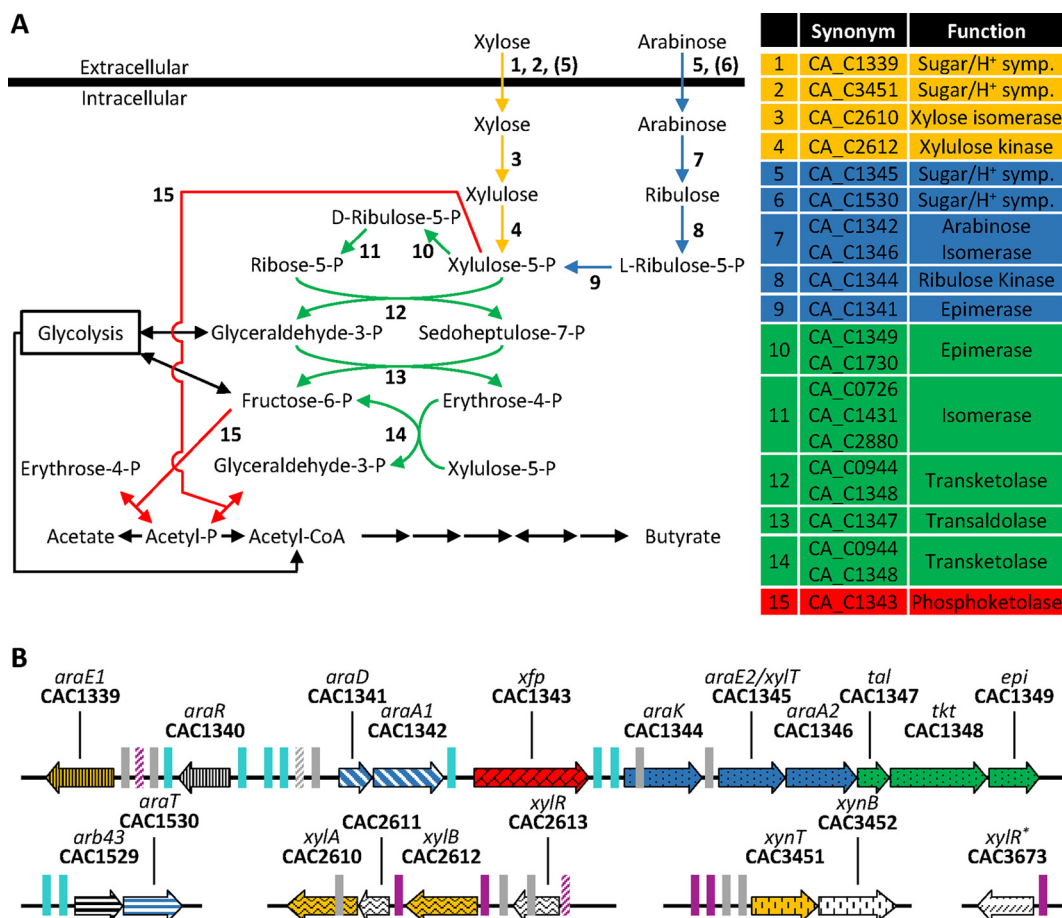 A
Xylose
Arabinose
Extracellular
1, 2, (5)
5, (6)
Intracellular
Xylose
Arabinose
3
7
15
Xylulose
Ribulose
D-Ribulose-5-P
4
8
11
10
Ribose-5-P
Xylulose-5-P
L-Ribulose-5-P
9
12
Glycolysis
Glyceraldehyde-3-P
Sedoheptulose-7-P
13
Fructose-6-P
Erythrose-4-P
15
14
Erythrose-4-P
Glyceraldehyde-3-P
Xylulose-5-P
Acetate
Acetyl-P
Acetyl-CoA
Butyrate
Synonym Function
1 CA_C1339 Sugar/H⁺ symp.
2 CA_C3451 Sugar/H⁺ symp.
3 CA_C2610 Xylose isomerase
4 CA_C2612 Xylulose kinase
5 CA_C1345 Sugar/H⁺ symp.
6 CA_C1530 Sugar/H⁺ symp.
7 CA_C1342 Arabinose
CA_C1346 Isomerase
8 CA_C1344 Ribulose Kinase
9 CA_C1341 Epimerase
10 CA_C1349 Epimerase
CA_C1730
11 CA_C0726 Isomerase
CA_C1431
CA_C2880
12 CA_C0944 Transketolase
CA_C1348
13 CA_C1347 Transaldolase
14 CA_C0944 Transketolase
CA_C1348
15 CA_C1343 Phosphoketolase
B
araE1
CAC1339
araR
CAC1340
araD
CAC1341
araA1
CAC1342
xfp
CAC1343
araK
CAC1344
araE2/xylT
CAC1345
araA2
CAC1346
tal
CAC1347
tkt
CAC1348
epi
CAC1349
arb43
CAC1529
araT
CAC1530
xylA
CAC2610
CAC2611
xylB
CAC2612
xylR
CAC2613
xynT
CAC3451
xynB
CAC3452
xylR*
CAC3673